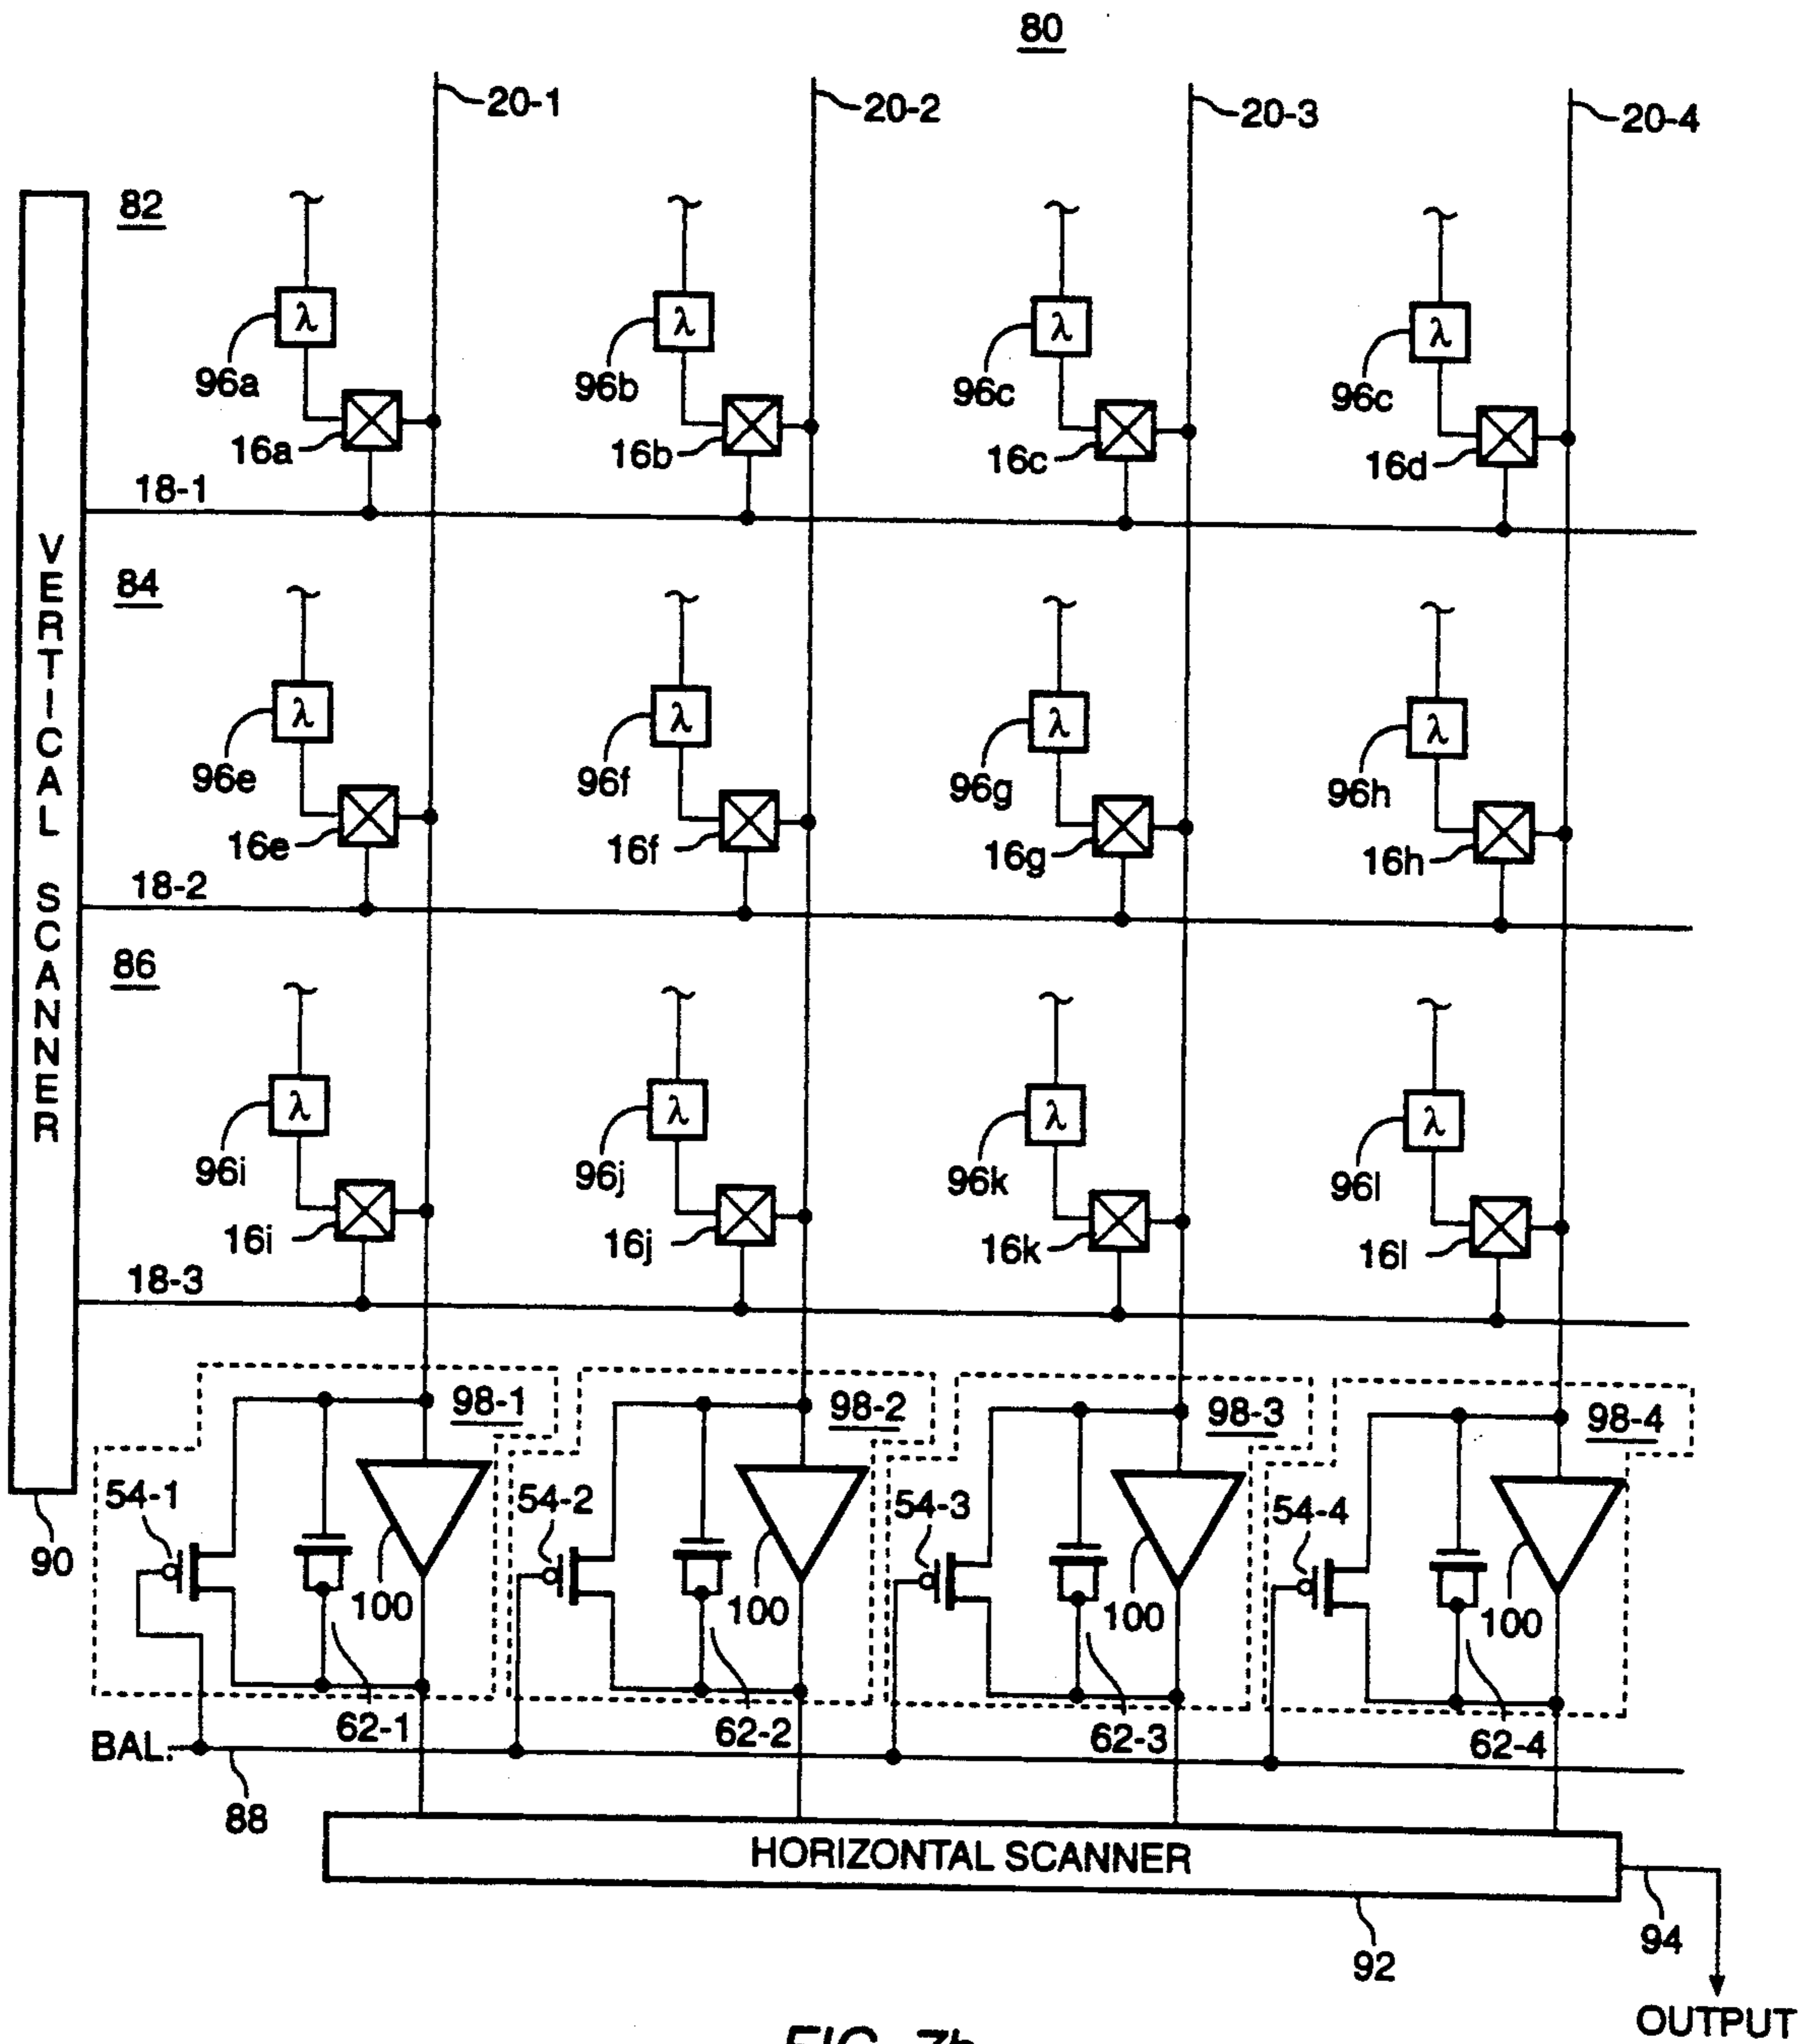 80
20-1 20-2 20-3 20-4
82
λ λ λ λ
96a 96b 96c 96c
16a 16b 16c 16d
18-1
84
λ λ λ λ
96e 96f 96g 96h
16e 16f 16g 16h
18-2
86
λ λ λ λ
96i 96j 96k 96l
16i 16j 16k 16l
18-3
VERTICAL SCANNER
98-1 98-2 98-3 98-4
54-1 54-2 54-3 54-4
90
100 100 100 100
62-1 62-2 62-3 62-4
BAL.
88
HORIZONTAL SCANNER
92
94
OUTPUT
FIG. 7b